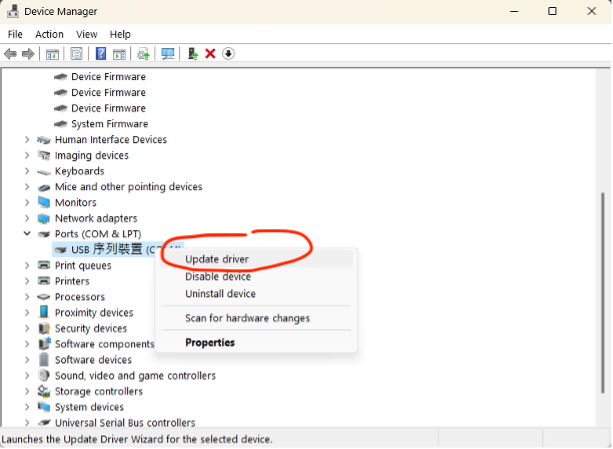 Device Manager
File Action View Help
Device Firmware
Device Firmware
Device Firmware
System Firmware
Human Interface Devices
Imaging devices
Keyboards
Mice and other pointing devices
Monitors
Network adapters
Ports (COM & LPT)
USB 序列裝置
Update driver
Disable device
Uninstall device
Scan for hardware changes
Properties
Print queues
Printers
Processors
Proximity devices
Security devices
Software components
Software devices
Sound, video and game controllers
Storage controllers
System devices
Universal Serial Bus controllers
Launches the Update Driver Wizard for the selected device.